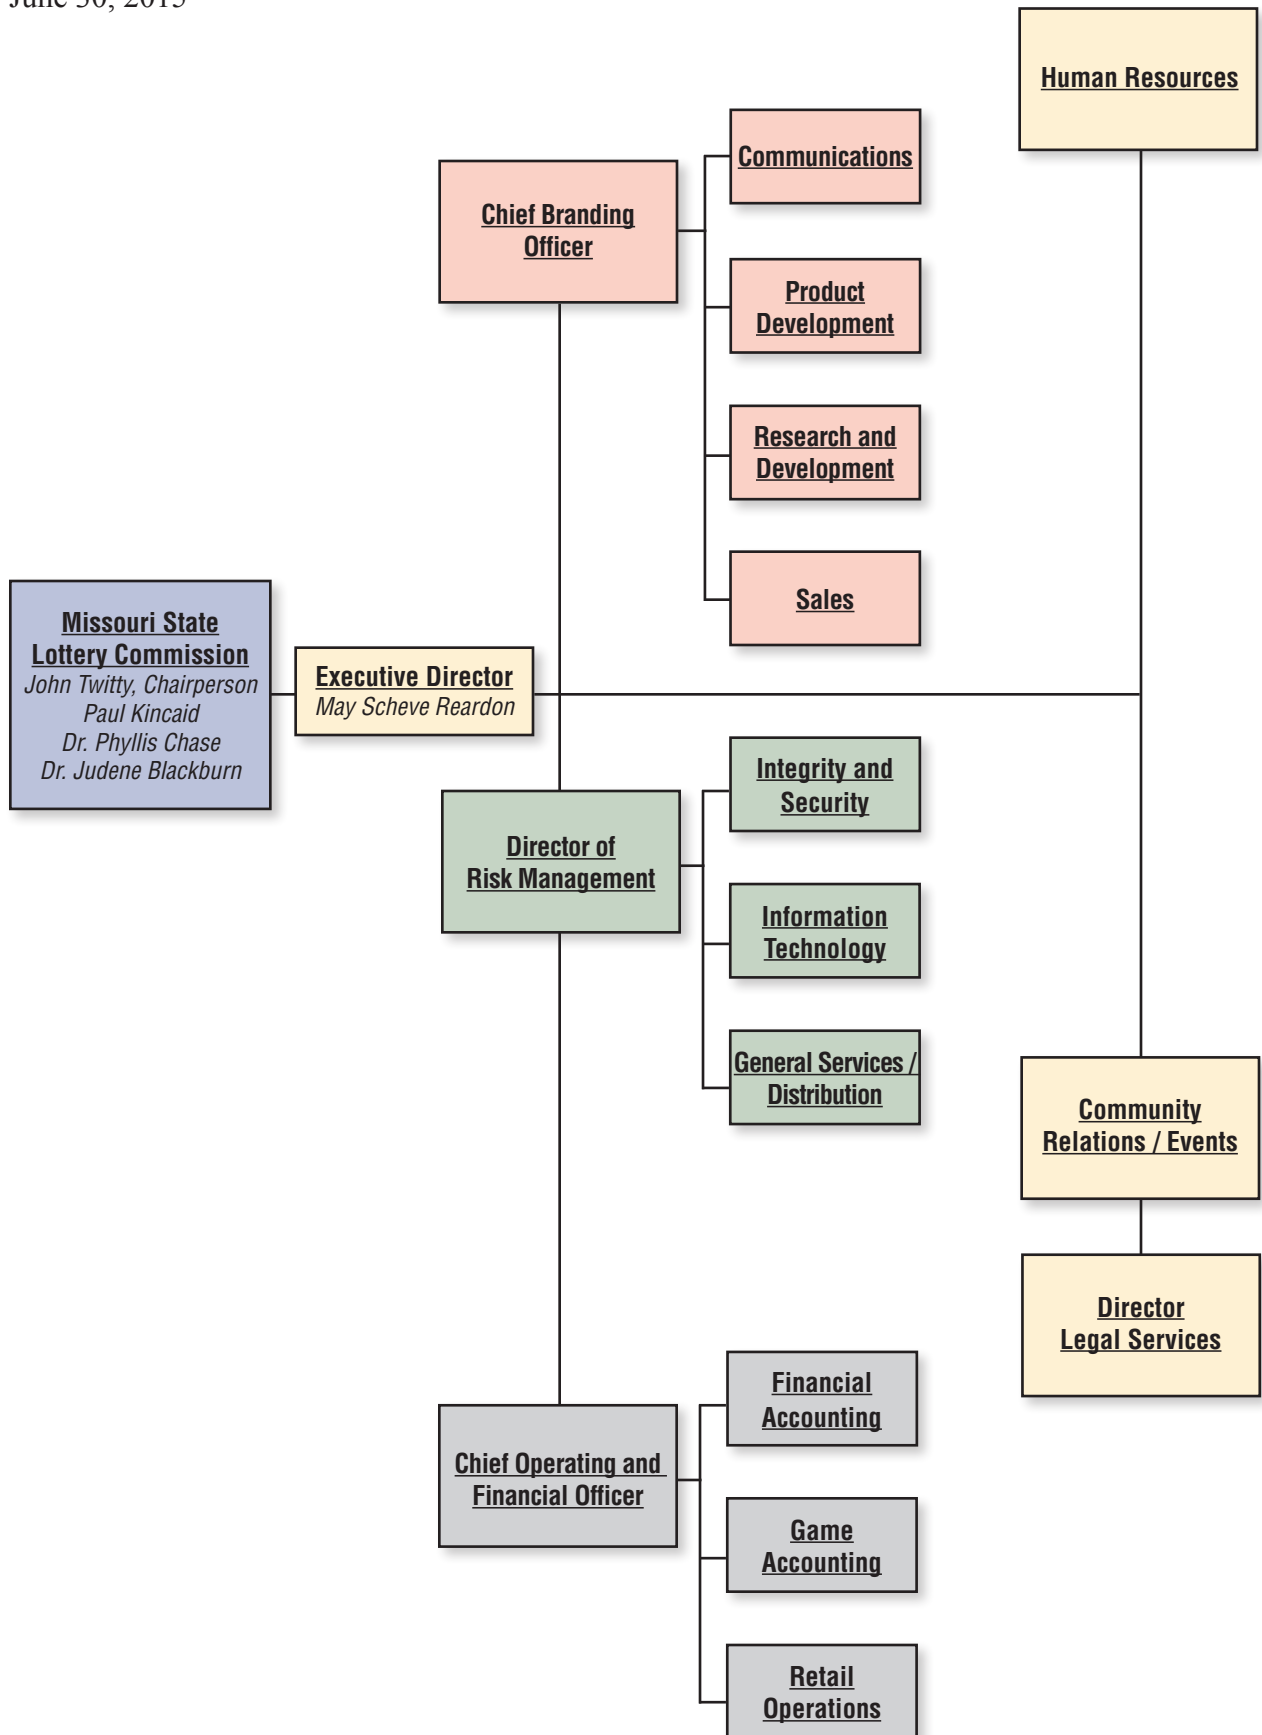 Human Resources
Communications
Chief Branding
Officer
Product
Development
Research and
Development
Sales
Missouri State
Lottery Commission
John Twitty, Chairperson
Paul Kincaid
Dr. Phyllis Chase
Dr. Judene Blackburn
Executive Director
May Scheve Reardon
Integrity and
Security
Director of
Risk Management
Information
Technology
General Services /
Distribution
Community
Relations / Events
Director
Legal Services
Financial
Accounting
Chief Operating and
Financial Officer
Game
Accounting
Retail
Operations